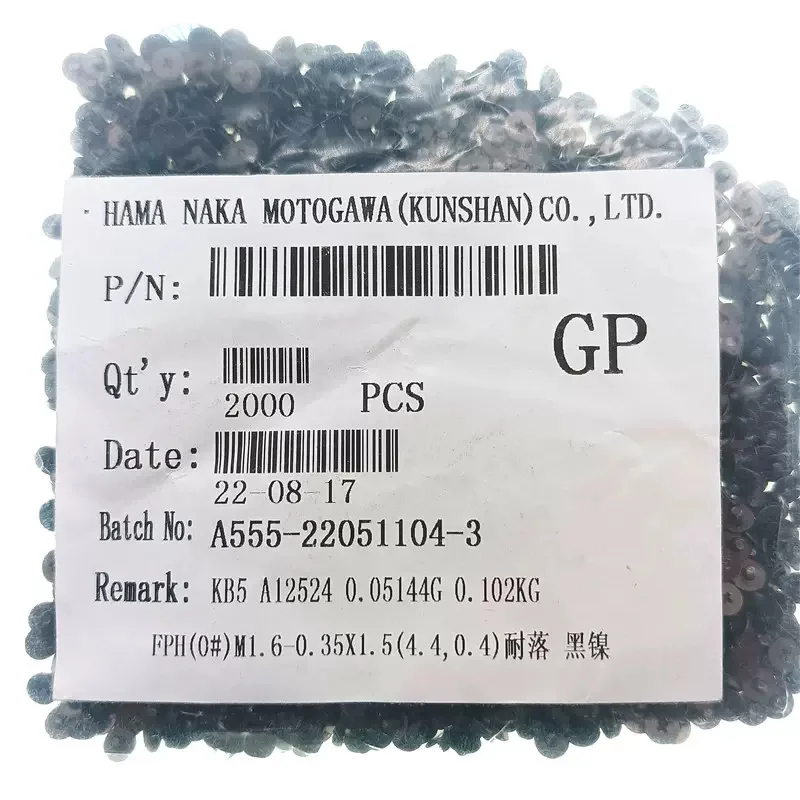 HAMA NAKA MOTOGAWA(KUNSHAN)CO.,LTD.
P/N:
GP
Qt'y:
2000 PCS
Date:
22-08-17
Batch No: A555-22051104-3
Remark: KB5 A12524 0.05144G 0.102KG
FPH(0#)M1.6-0.35X1.5(4.4,0.4)耐落 黑镍